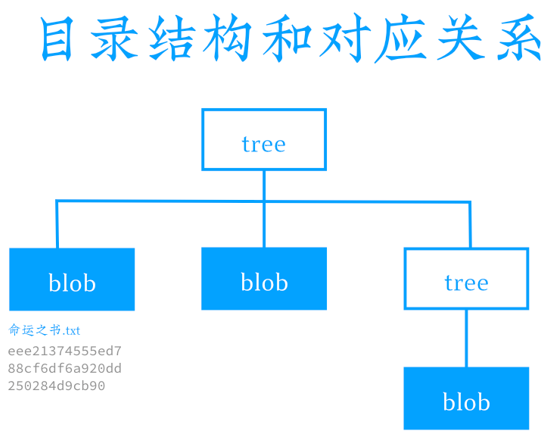 目录结构和对应关系
tree
blob
blob
tree
命运之书.txt
eee21374555ed7
88cf6df6a920dd
250284d9cb90
blob